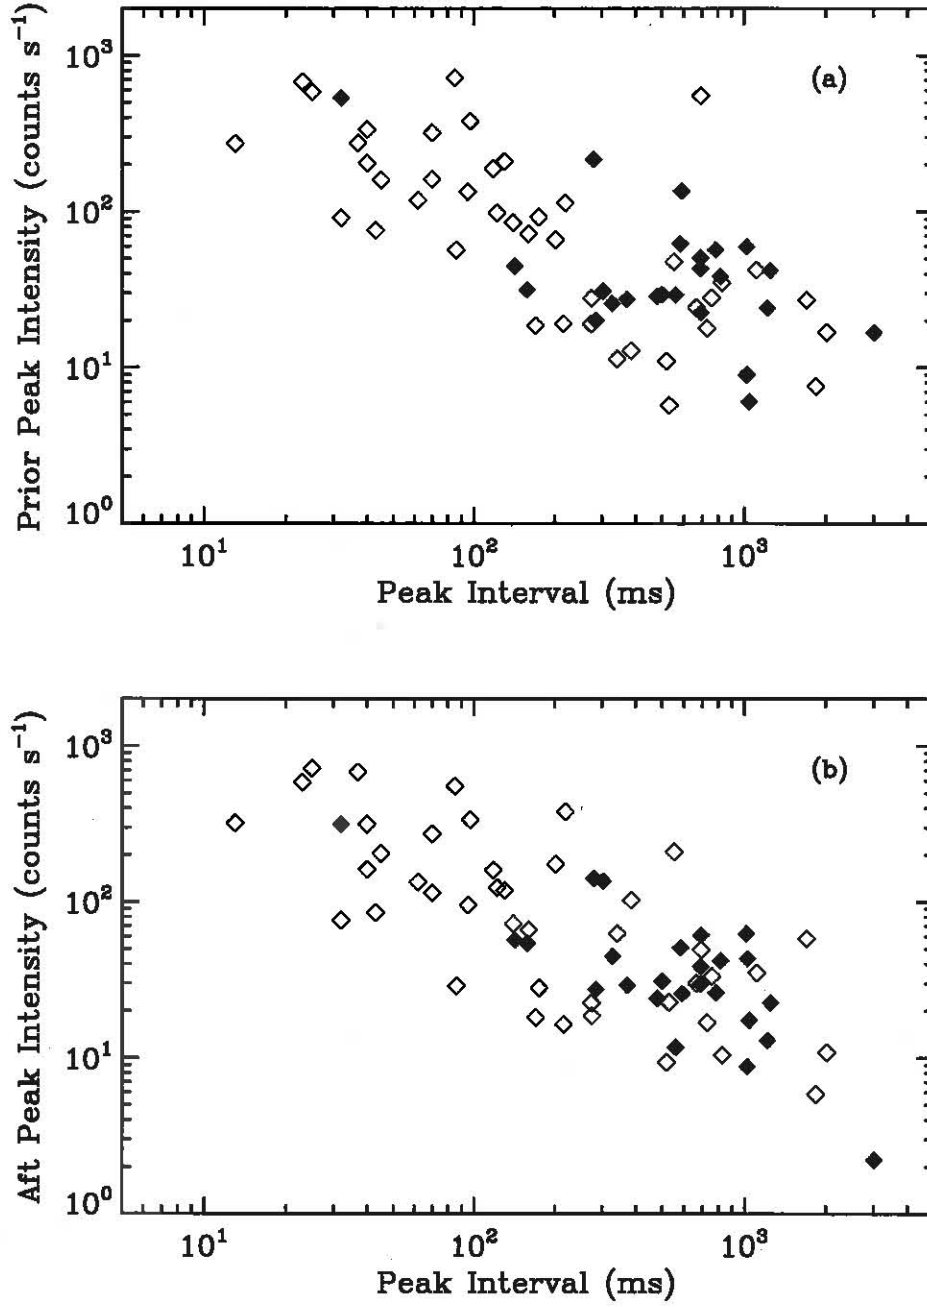 (a)
10³
10²
10¹
10⁰
Prior Peak Intensity (counts s⁻¹)
10¹ 10² 10³
Peak Interval (ms)
(b)
10³
10²
10¹
10⁰
Aft Peak Intensity (counts s⁻¹)
10¹ 10² 10³
Peak Interval (ms)